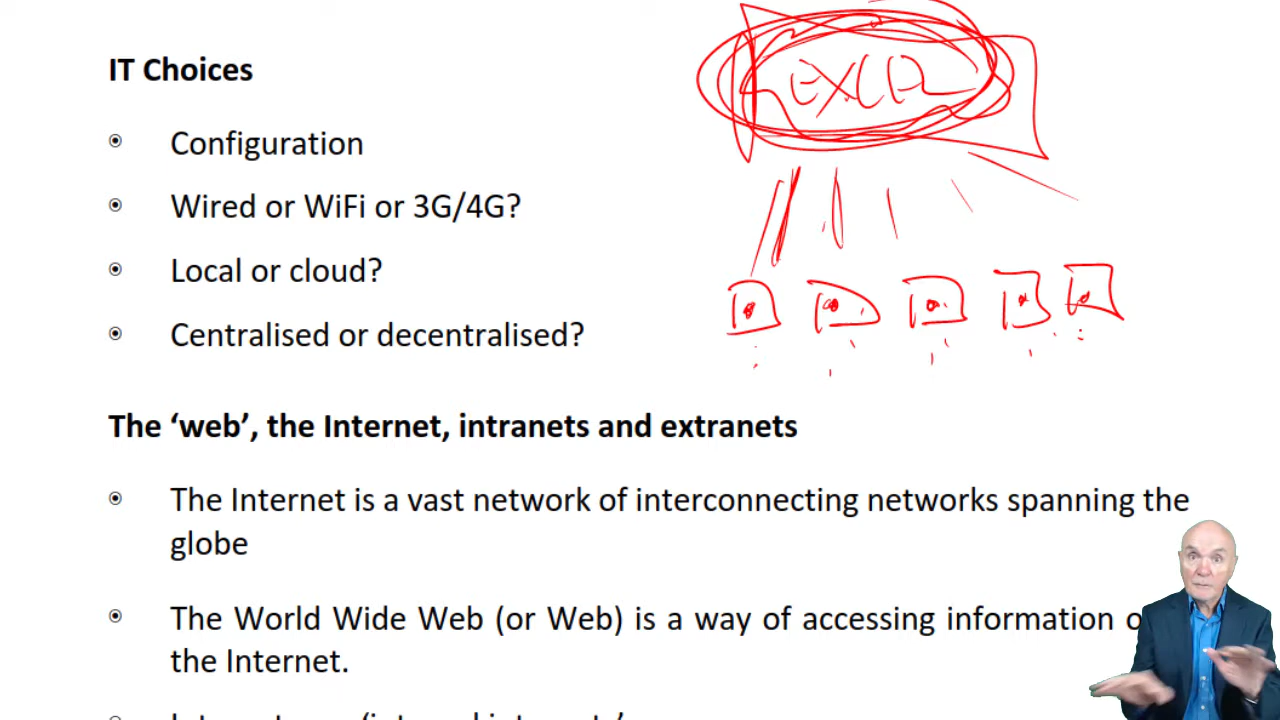 IT Choices
Configuration
Wired or WiFi or 3G/4G?
Local or cloud?
Centralised or decentralised?
The ‘web’, the Internet, intranets and extranets
The Internet is a vast network of interconnecting networks spanning the
globe
The World Wide Web (or Web) is a way of accessing information
the Internet.